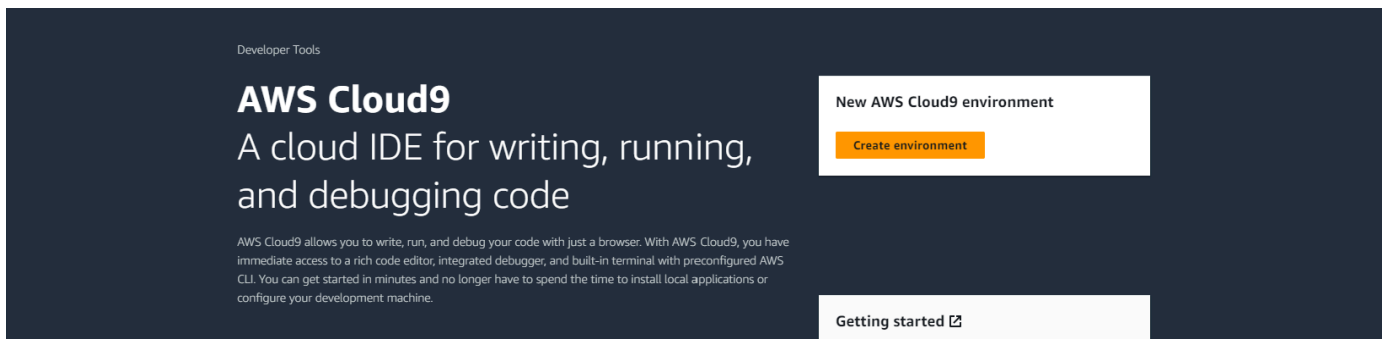 Developer Tools
AWS Cloud9
A cloud IDE for writing, running,
and debugging code
AWS Cloud9 allows you to write, run, and debug your code with just a browser. With AWS Cloud9, you have
immediate access to a rich code editor, integrated debugger, and built-in terminal with preconfigured AWS
CLI. You can get started in minutes and no longer have to spend the time to install local applications or
configure your development machine.
New AWS Cloud9 environment
Create environment
Getting started